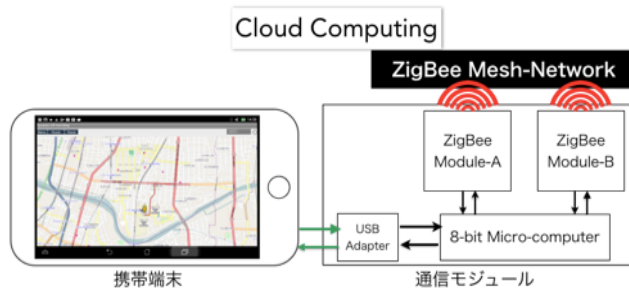 Cloud Computing
ZigBee Mesh-Network
ZigBee
Module-A
ZigBee
Module-B
USB
Adapter
8-bit Micro-computer
携帯端末
通信モジュール